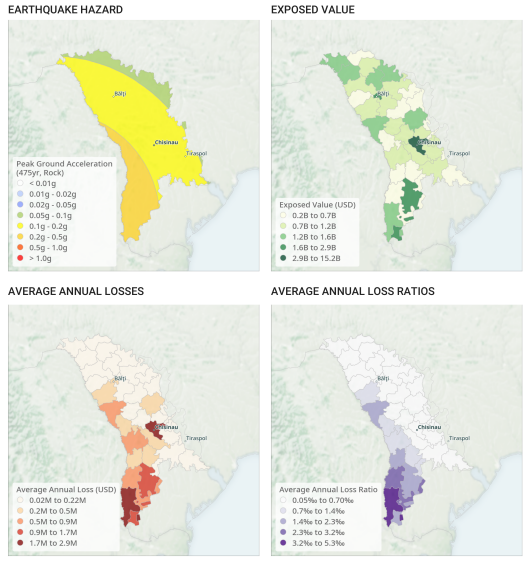 EARTHQUAKE HAZARD
Bălți
Chisinau
Tiraspol
Peak Ground Acceleration
(475yr, Rock)
< 0.01g
0.01g - 0.02g
0.02g - 0.05g
0.05g - 0.1g
0.1g - 0.2g
0.2g - 0.5g
0.5g - 1.0g
> 1.0g
EXPOSED VALUE
Bălți
Chisinau
Tiraspol
Exposed Value (USD)
0.2B to 0.7B
0.7B to 1.2B
1.2B to 1.6B
1.6B to 2.9B
2.9B to 15.2B
AVERAGE ANNUAL LOSSES
Bălți
Chisinau
Tiraspol
Average Annual Loss (USD)
0.02M to 0.22M
0.2M to 0.5M
0.5M to 0.9M
0.9M to 1.7M
1.7M to 2.9M
AVERAGE ANNUAL LOSS RATIOS
Bălți
Chisinau
Tiraspol
Average Annual Loss Ratio
0.05‰ to 0.70‰
0.7‰ to 1.4‰
1.4‰ to 2.3‰
2.3‰ to 3.2‰
3.2‰ to 5.3‰